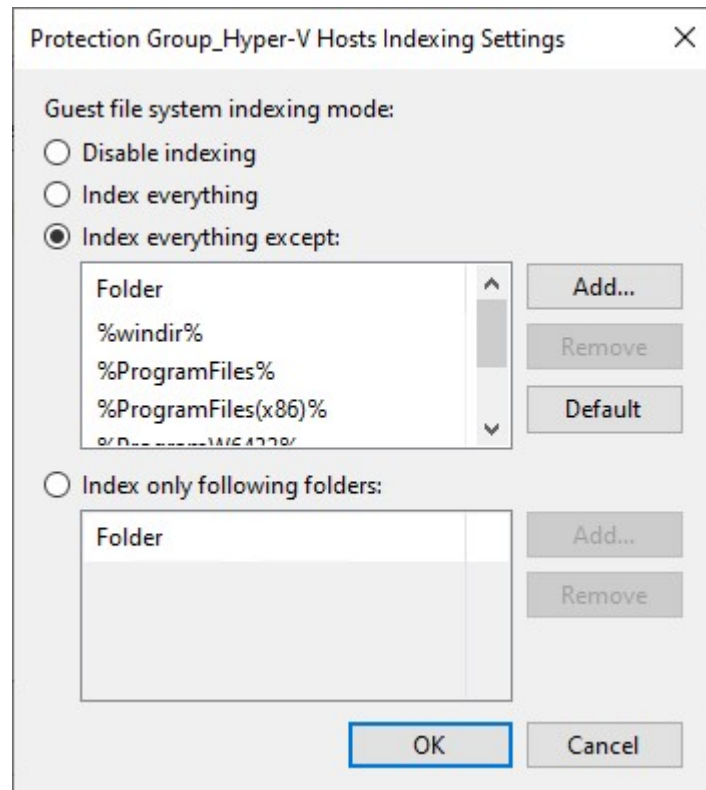 Protection Group_Hyper-V Hosts Indexing Settings
Guest file system indexing mode:
Disable indexing
Index everything
Index everything except:
Folder
%windir%
%ProgramFiles%
%ProgramFiles(x86)%
%ProgramW6432%
Add...
Remove
Default
Index only following folders:
Folder
Add...
Remove
OK
Cancel